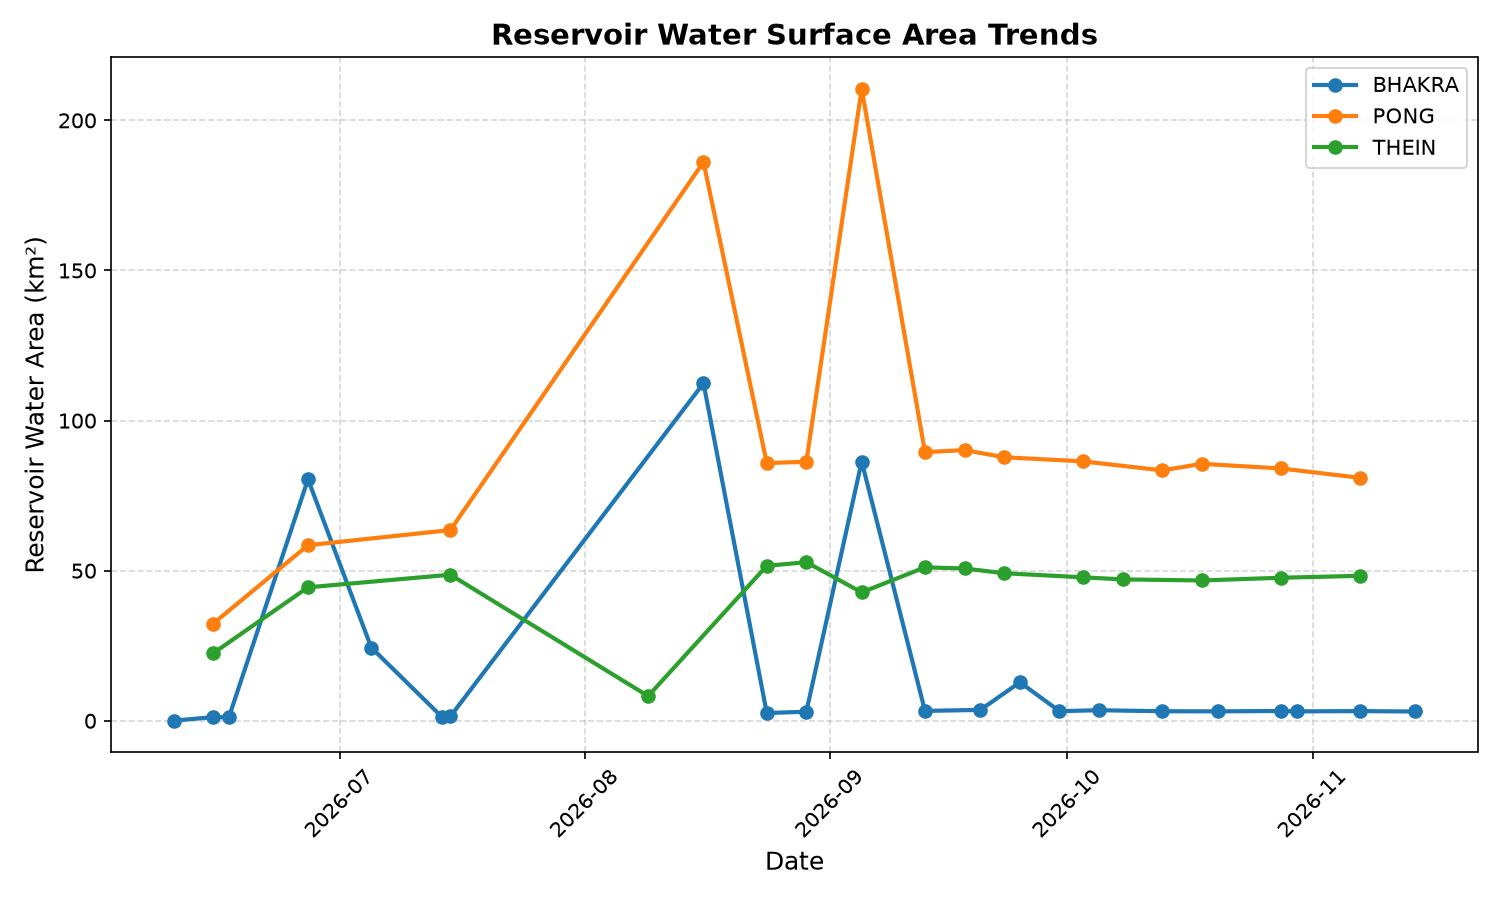 Reservoir Water Surface Area Trends
BHAKRA
PONG
THEIN
Reservoir Water Area (km²)
200
150
100
50
0
2026-07
2026-08
2026-09
2026-10
2026-11
Date